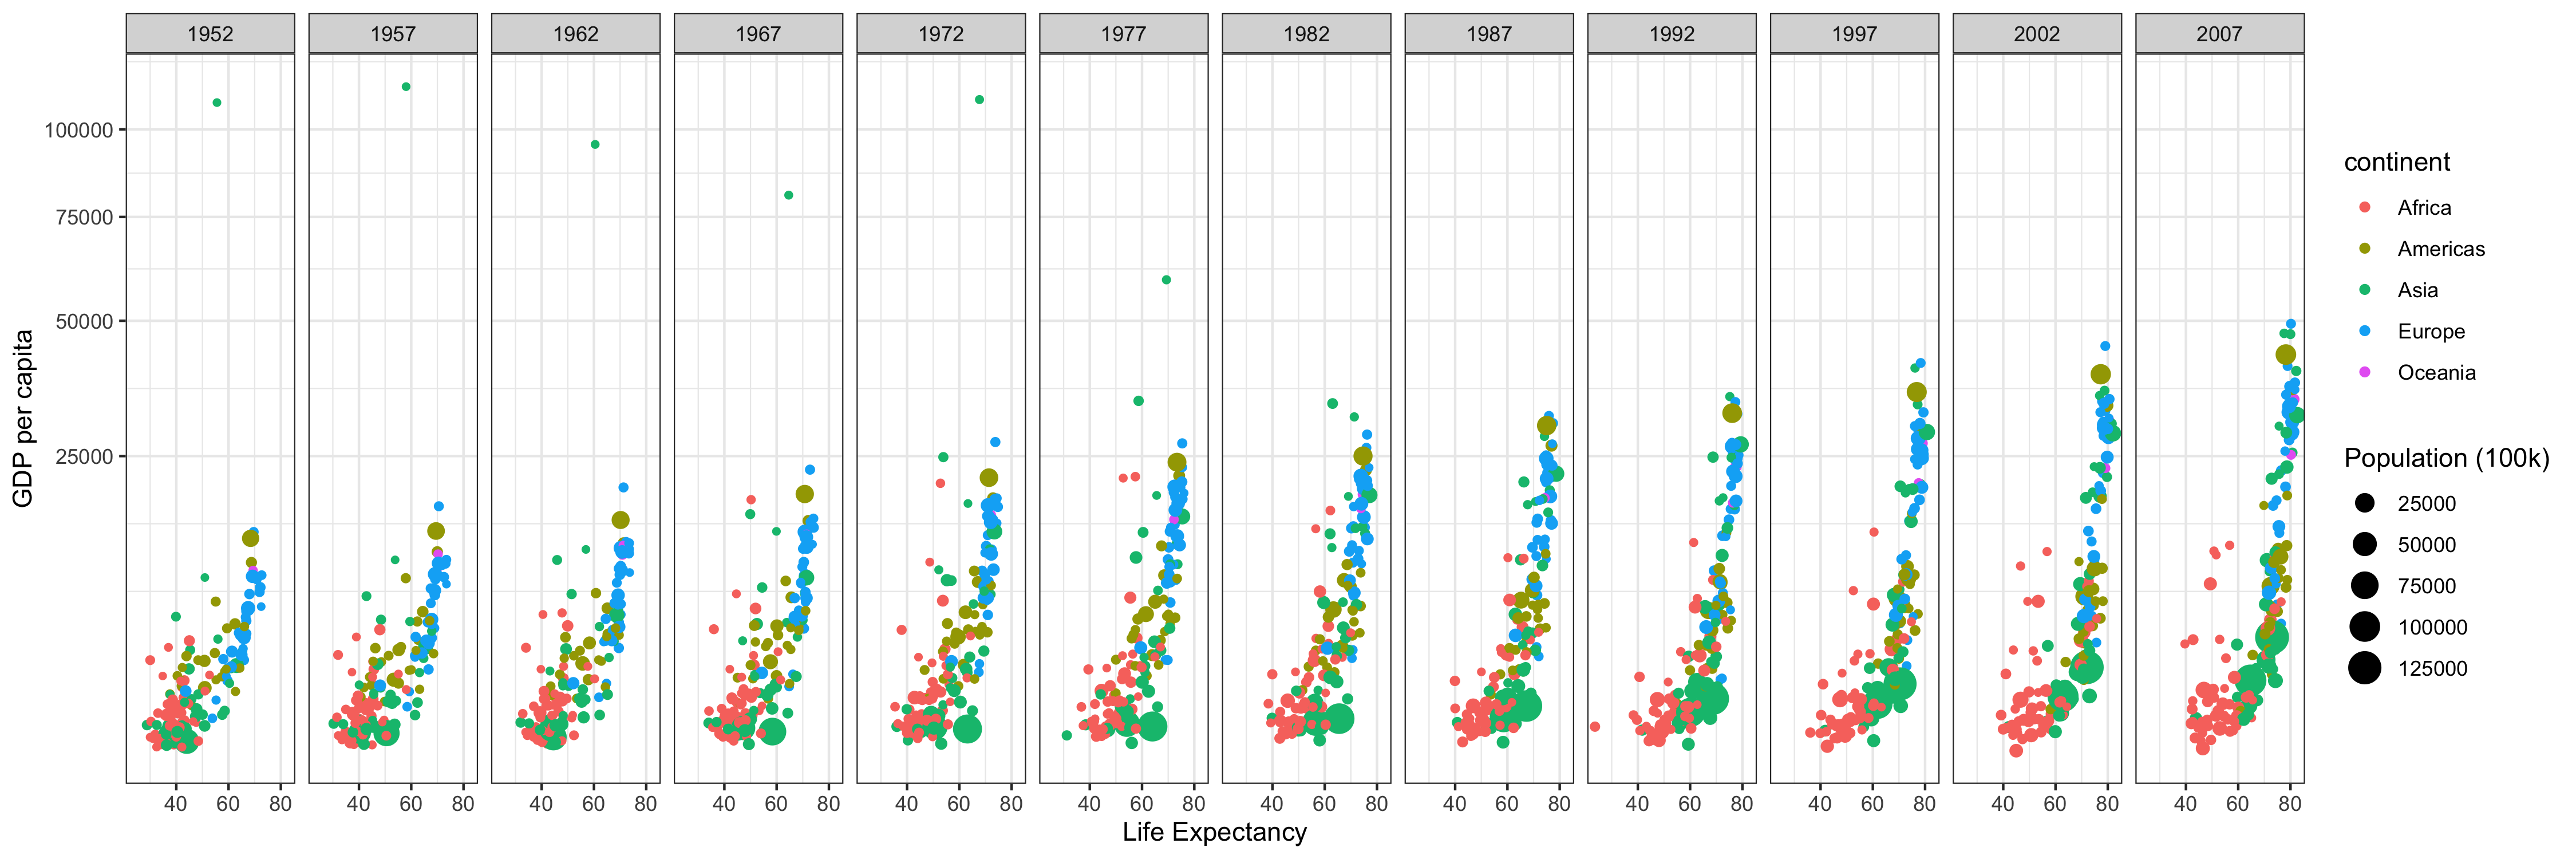 1952 1957 1962 1967 1972 1977 1982 1987 1992 1997 2002 2007
GDP per capita
100000
75000
50000
25000
40 60 80 40 60 80 40 60 80 40 60 80 40 60 80 40 60 80 40 60 80 40 60 80 40 60 80 40 60 80 40 60 80 40 60 80
Life Expectancy
continent
Africa
Americas
Asia
Europe
Oceania
Population (100k)
25000
50000
75000
100000
125000